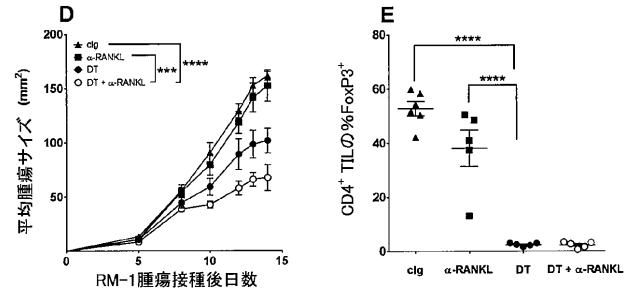 D
cIg
α-RANKL
DT
DT + α-RANKL
***
****
平均腫瘍サイズ (mm²)
200
150
100
50
0
5
10
15
RM-1腫瘍接種後日数
E
****
****
CD4⁺ TILの%FoxP3⁺
80
60
40
20
0
cIg
α-RANKL
DT
DT + α-RANKL